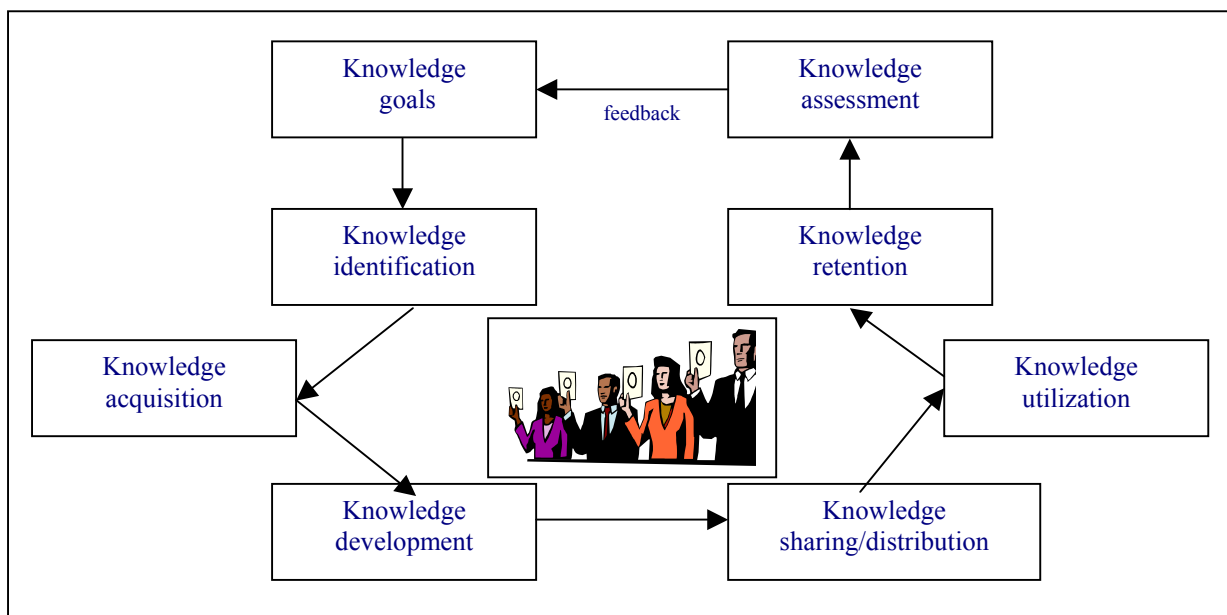 Knowledge
goals
Knowledge
assessment
feedback
Knowledge
identification
Knowledge
retention
Knowledge
acquisition
Knowledge
utilization
Knowledge
development
Knowledge
sharing/distribution